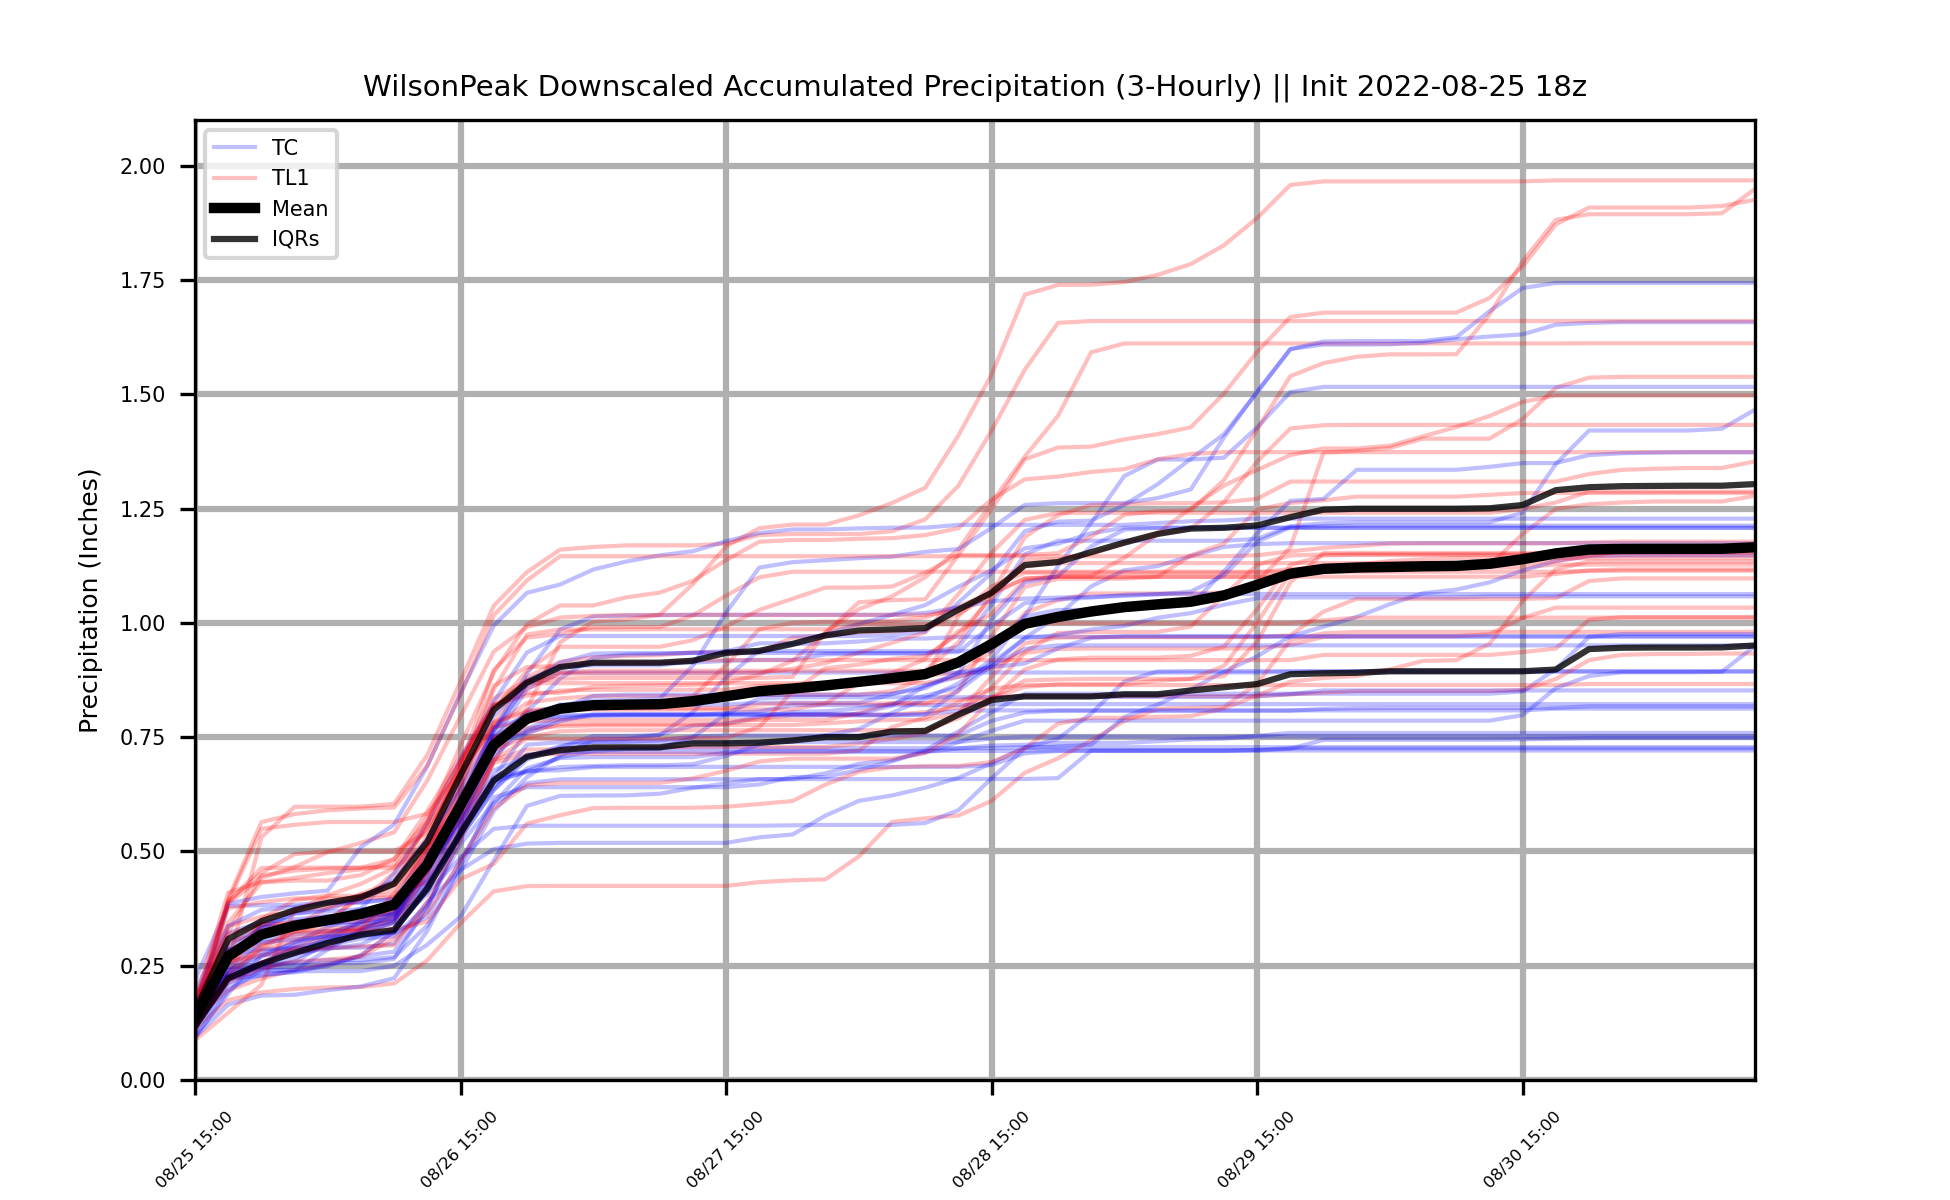 WilsonPeak Downscaled Accumulated Precipitation (3-Hourly) || Init 2022-08-25 18z
TC
TL1
Mean
IQRs
Precipitation (Inches)
2.00
1.75
1.50
1.25
1.00
0.75
0.50
0.25
0.00
08/25 15:00
08/26 15:00
08/27 15:00
08/28 15:00
08/29 15:00
08/30 15:00